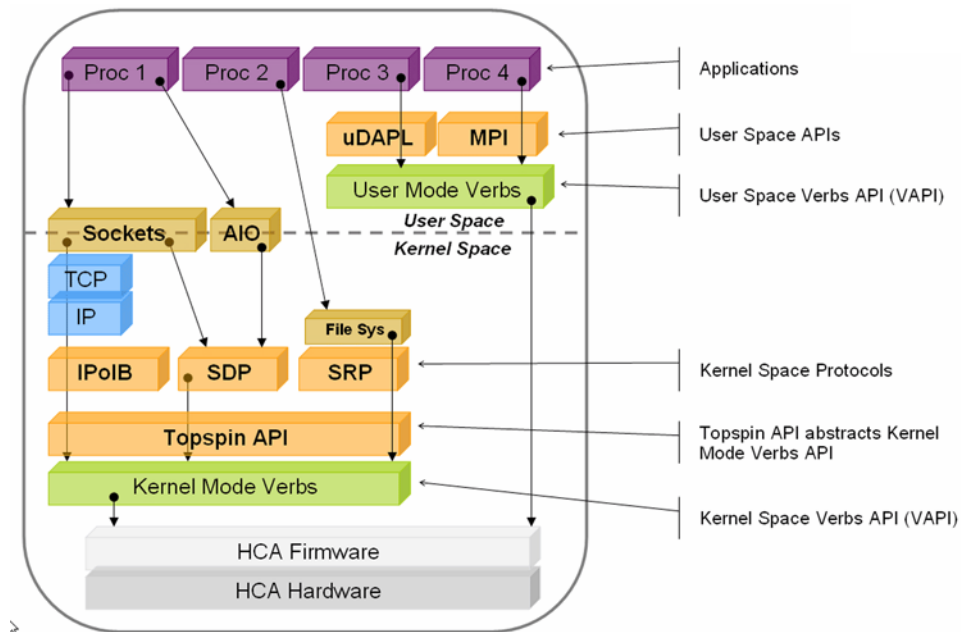 Proc 1
Proc 2
Proc 3
Proc 4
Applications
uDAPL
MPI
User Space APIs
User Mode Verbs
User Space Verbs API (VAPI)
Sockets
AIO
User Space
Kernel Space
TCP
IP
File Sys
IPoIB
SDP
SRP
Kernel Space Protocols
Topspin API
Topspin API abstracts Kernel
Mode Verbs API
Kernel Mode Verbs
Kernel Space Verbs API (VAPI)
HCA Firmware
HCA Hardware